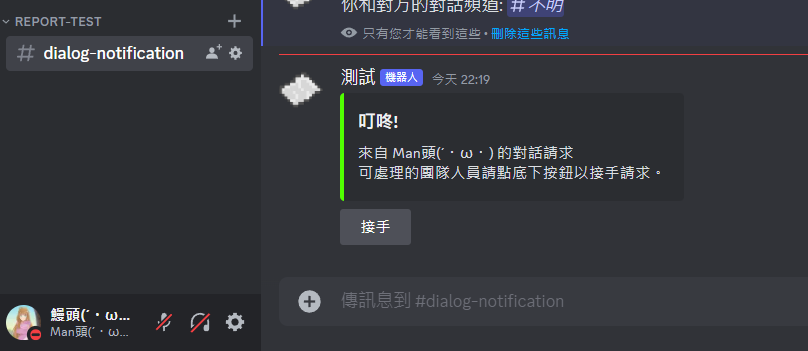 REPORT-TEST
dialog-notification
你和對方的對話頻道: #不明
只有您才能看到這些 • 刪除這些訊息
測試 機器人 今天 22:19
叮咚!
來自 Man頭(´・ω・) 的對話請求
可處理的團隊人員請點底下按鈕以接手請求。
接手
傳訊息到 #dialog-notification
饅頭(´・ω...
Man頭(´・ω...